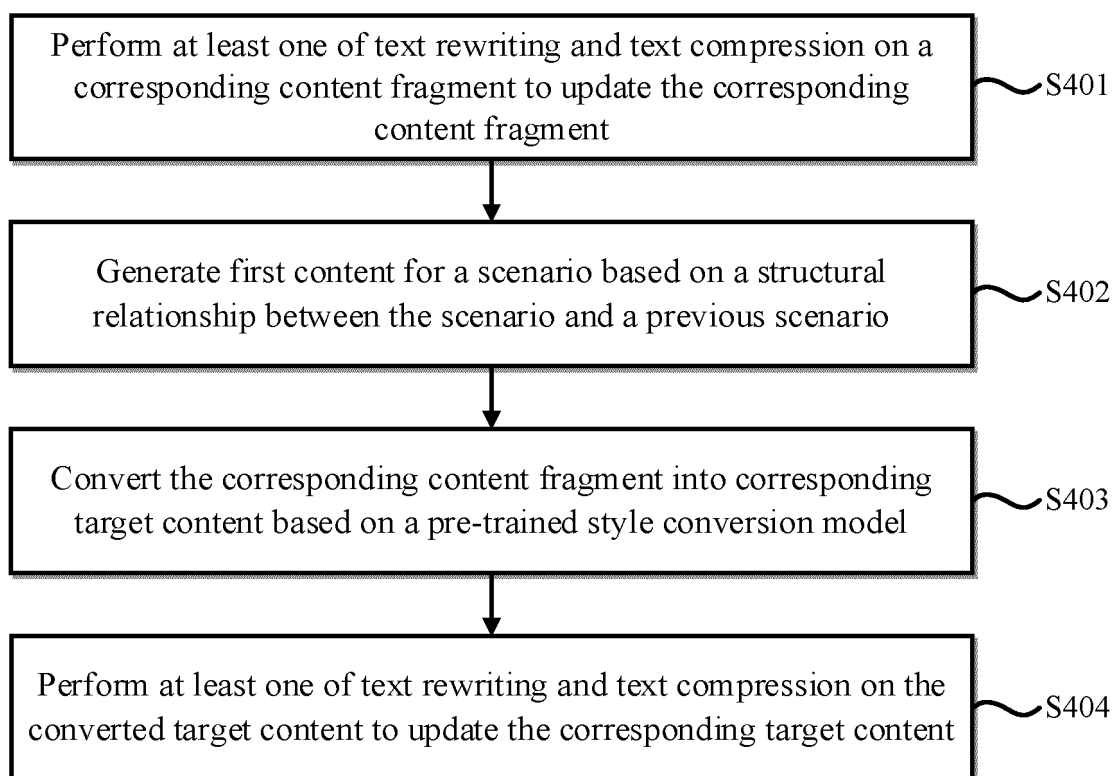 Perform at least one of text rewriting and text compression on a
corresponding content fragment to update the corresponding
content fragment
S401
Generate first content for a scenario based on a structural
relationship between the scenario and a previous scenario
S402
Convert the corresponding content fragment into corresponding
target content based on a pre-trained style conversion model
S403
Perform at least one of text rewriting and text compression on the
converted target content to update the corresponding target content
S404